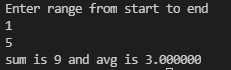 Enter range from start to end
1
5
sum is 9 and avg is 3.000000